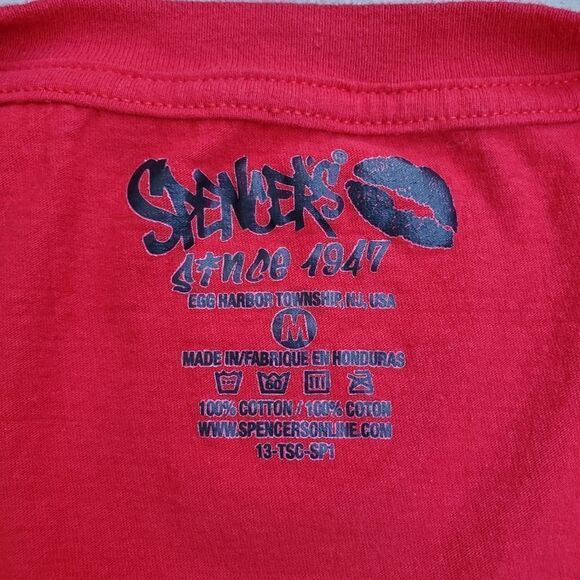 SPENCER'S®
since 1947
EGG HARBOR TOWNSHIP, NJ, USA
M
MADE IN/FABRIQUE EN HONDURAS
60
100% COTTON / 100% COTON
WWW.SPENCERSONLINE.COM
13-TSC-SP1